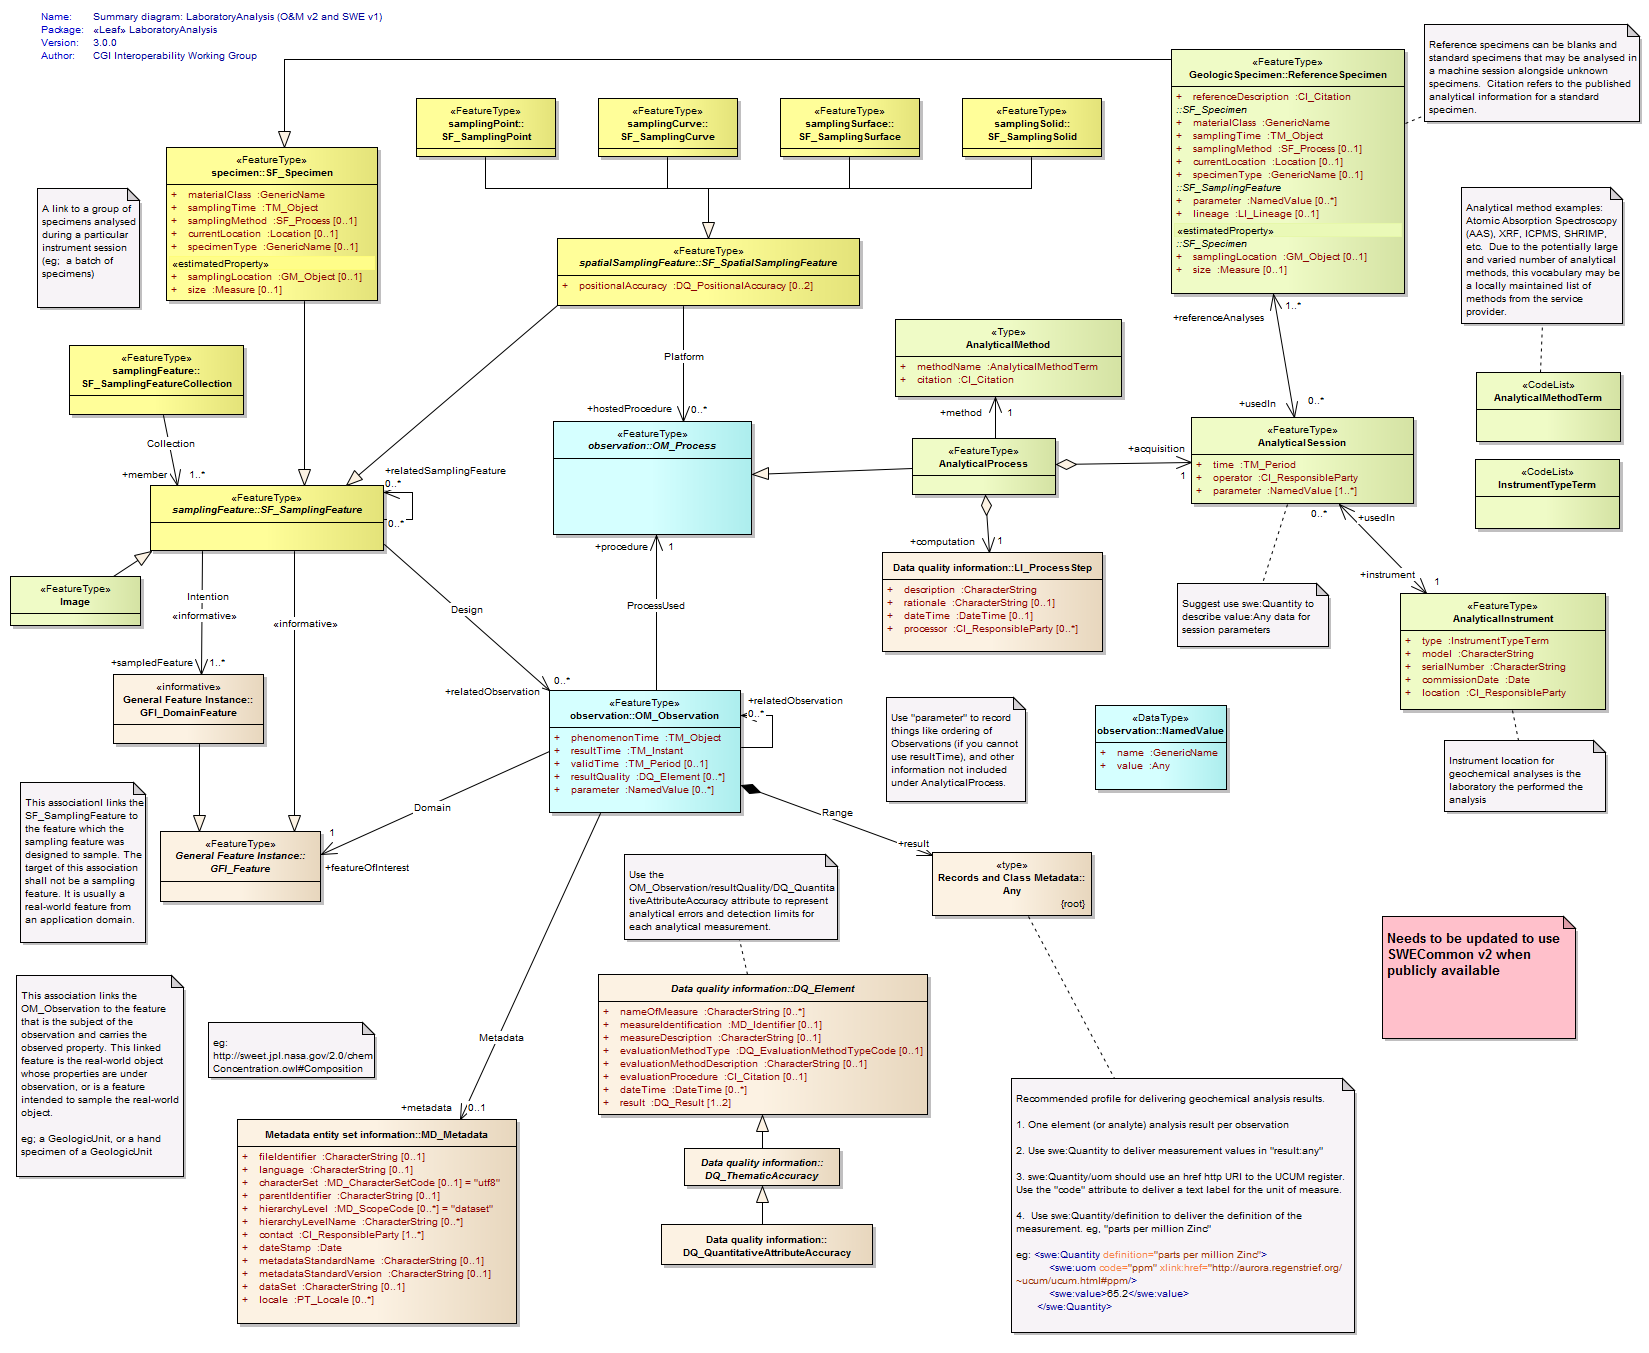 Name: Summary diagram: LaboratoryAnalysis (O&M v2 and SWE v1)
Package: «Leaf» LaboratoryAnalysis
Version: 3.0.0
Author: CGI Interoperability Working Group
«FeatureType»
GeologicSpecimen::ReferenceSpecimen
+ referenceDescription :CI_Citation
::SF_Specimen
+ materialClass :GenericName
+ samplingTime :TM_Object
+ samplingMethod :SF_Process [0..1]
+ currentLocation :Location [0..1]
+ specimenType :GenericName [0..1]
::SF_SamplingFeature
+ parameter :NamedValue [0..*]
+ lineage :LI_Lineage [0..1]
«estimatedProperty»
::SF_Specimen
+ samplingLocation :GM_Object [0..1]
+ size :Measure [0..1]
Reference specimens can be blanks and
standard specimens that may be analysed in
a machine session alongside unknown
specimens. Citation refers to the published
analytical information for a standard
specimen.
«FeatureType»
samplingPoint::
SF_SamplingPoint
«FeatureType»
samplingCurve::
SF_SamplingCurve
«FeatureType»
samplingSurface::
SF_SamplingSurface
«FeatureType»
samplingSolid::
SF_SamplingSolid
«FeatureType»
specimen::SF_Specimen
+ materialClass :GenericName
+ samplingTime :TM_Object
+ samplingMethod :SF_Process [0..1]
+ currentLocation :Location [0..1]
+ specimenType :GenericName [0..1]
«estimatedProperty»
+ samplingLocation :GM_Object [0..1]
+ size :Measure [0..1]
A link to a group of
specimens analysed
during a particular
instrument session
(eg; a batch of
specimens)
Analytical method examples:
Atomic Absorption Spectroscopy
(AAS), XRF, ICPMS, SHRIMP,
etc. Due to the potentially large
and varied number of analytical
methods, this vocabulary may be
a locally maintained list of
methods from the service
provider.
«FeatureType»
spatialSamplingFeature::SF_SpatialSamplingFeature
+ positionalAccuracy :DQ_PositionalAccuracy [0..2]
+referenceAnalyses
1..*
+usedIn
0..*
«Type»
AnalyticalMethod
+ methodName :AnalyticalMethodTerm
+ citation :CI_Citation
«FeatureType»
samplingFeature::
SF_SamplingFeatureCollection
Platform
+hostedProcedure
0..*
+method
1
«CodeList»
AnalyticalMethodTerm
«CodeList»
InstrumentTypeTerm
Collection
+member
1..*
+relatedSamplingFeature
0..*
0..*
«FeatureType»
observation::OM_Process
«FeatureType»
AnalyticalProcess
+acquisition
1
«FeatureType»
AnalyticalSession
+ time :TM_Period
+ operator :CI_ResponsibleParty
+ parameter :NamedValue [1..*]
«FeatureType»
samplingFeature::SF_SamplingFeature
+computation
1
+procedure
1
0..*
+usedIn
+instrument
1
Data quality information::LI_ProcessStep
+ description :CharacterString
+ rationale :CharacterString [0..1]
+ dateTime :DateTime [0..1]
+ processor :CI_ResponsibleParty [0..*]
Suggest use swe:Quantity to
describe value:Any data for
session parameters
«FeatureType»
AnalyticalInstrument
+ type :InstrumentTypeTerm
+ model :CharacterString
+ serialNumber :CharacterString
+ commissionDate :Date
+ location :CI_ResponsibleParty
«FeatureType»
Image
Intention
«informative»
«informative»
Design
ProcessUsed
+sampledFeature
1..*
«informative»
General Feature Instance::
GFI_DomainFeature
+relatedObservation
0..*
«FeatureType»
observation::OM_Observation
+ phenomenonTime :TM_Object
+ resultTime :TM_Instant
+ validTime :TM_Period [0..1]
+ resultQuality :DQ_Element [0..*]
+ parameter :NamedValue [0..*]
+relatedObservation
0..*
Use "parameter" to record
things like ordering of
Observations (if you cannot
use resultTime), and other
information not included
under AnalyticalProcess.
«DataType»
observation::NamedValue
+ name :GenericName
+ value :Any
Instrument location for
geochemical analyses is the
laboratory the performed the
analysis
This associationl links the
SF_SamplingFeature to
the feature which the
sampling feature was
designed to sample. The
target of this association
shall not be a sampling
feature. It is usually a
real-world feature from
an application domain.
Domain
1
+featureOfInterest
«FeatureType»
General Feature Instance::
GFI_Feature
Range
+result
«type»
Records and Class Metadata::
Any
{root}
Use the
OM_Observation/resultQuality/DQ_Quantita
tiveAttributeAccuracy attribute to represent
analytical errors and detection limits for
each analytical measurement.
Needs to be updated to use
SWECommon v2 when
publicly available
This association links the
OM_Observation to the feature
that is the subject of the
observation and carries the
observed property. This linked
feature is the real-world object
whose properties are under
observation, or is a feature
intended to sample the real-world
object.
eg; a GeologicUnit, or a hand
specimen of a GeologicUnit
eg:
http://sweet.jpl.nasa.gov/2.0/chem
Concentration.owl#Composition
Metadata
+metadata
0..1
Data quality information::DQ_Element
+ nameOfMeasure :CharacterString [0..*]
+ measureIdentification :MD_Identifier [0..1]
+ measureDescription :CharacterString [0..1]
+ evaluationMethodType :DQ_EvaluationMethodTypeCode [0..1]
+ evaluationMethodDescription :CharacterString [0..1]
+ evaluationProcedure :CI_Citation [0..1]
+ dateTime :DateTime [0..*]
+ result :DQ_Result [1..2]
Data quality information::
DQ_ThematicAccuracy
Data quality information::
DQ_QuantitativeAttributeAccuracy
Metadata entity set information::MD_Metadata
+ fileIdentifier :CharacterString [0..1]
+ language :CharacterString [0..1]
+ characterSet :MD_CharacterSetCode [0..1] = "utf8"
+ parentIdentifier :CharacterString [0..1]
+ hierarchyLevel :MD_ScopeCode [0..*] = "dataset"
+ hierarchyLevelName :CharacterString [0..*]
+ contact :CI_ResponsibleParty [1..*]
+ dateStamp :Date
+ metadataStandardName :CharacterString [0..1]
+ metadataStandardVersion :CharacterString [0..1]
+ dataSet :CharacterString [0..1]
+ locale :PT_Locale [0..*]
Recommended profile for delivering geochemical analysis results.
1. One element (or analyte) analysis result per observation
2. Use swe:Quantity to deliver measurement values in "result:any"
3. swe:Quantity/uom should use an href http URI to the UCUM register.
Use the "code" attribute to deliver a text label for the unit of measure.
4. Use swe:Quantity/definition to deliver the definition of the
measurement. eg, "parts per million Zinc"
eg: <swe:Quantity definition="parts per million Zinc">
<swe:uom code="ppm" xlink:href="http://aurora.regenstrief.org/
~ucum/ucum.html#ppm/>
<swe:value>65.2</swe:value>
</swe:Quantity>